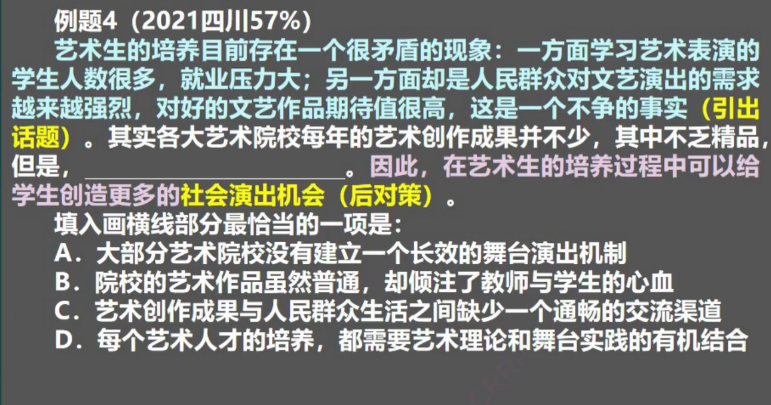 例题4（2021四川57%）
艺术生的培养目前存在一个很矛盾的现象：一方面学习艺术表演的
学生人数很多，就业压力大；另一方面却是人民群众对文艺演出的需求
越来越强烈，对好的文艺作品期待值很高，这是一个不争的事实（引出
话题）。其实各大艺术院校每年的艺术创作成果并不少，其中不乏精品，
但是，____________________。因此，在艺术生的培养过程中可以给
学生创造更多的社会演出机会（后对策）。
填入画横线部分最恰当的一项是：
A．大部分艺术院校没有建立一个长效的舞台演出机制
B．院校的艺术作品虽然普通，却倾注了教师与学生的心血
C．艺术创作成果与人民群众生活之间缺少一个通畅的交流渠道
D．每个艺术人才的培养，都需要艺术理论和舞台实践的有机结合